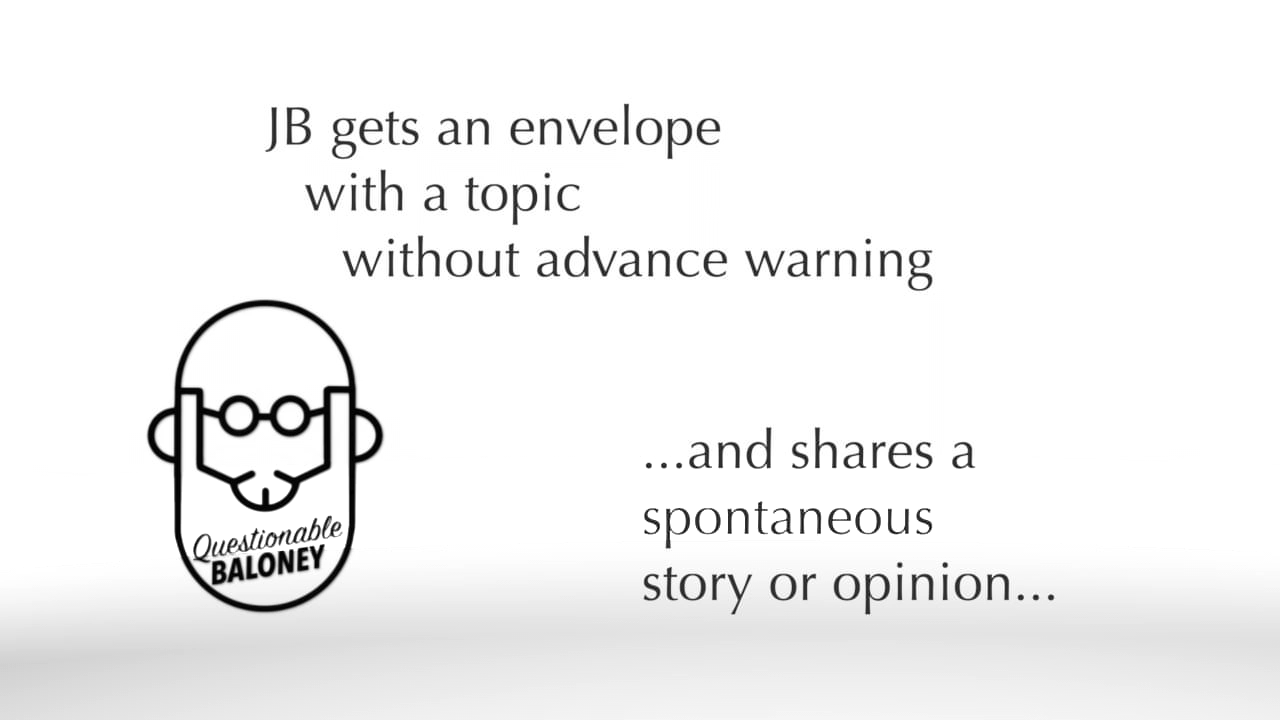 JB gets an envelope
with a topic
without advance warning
...and shares a
spontaneous
story or opinion...
Questionable
BALONEY